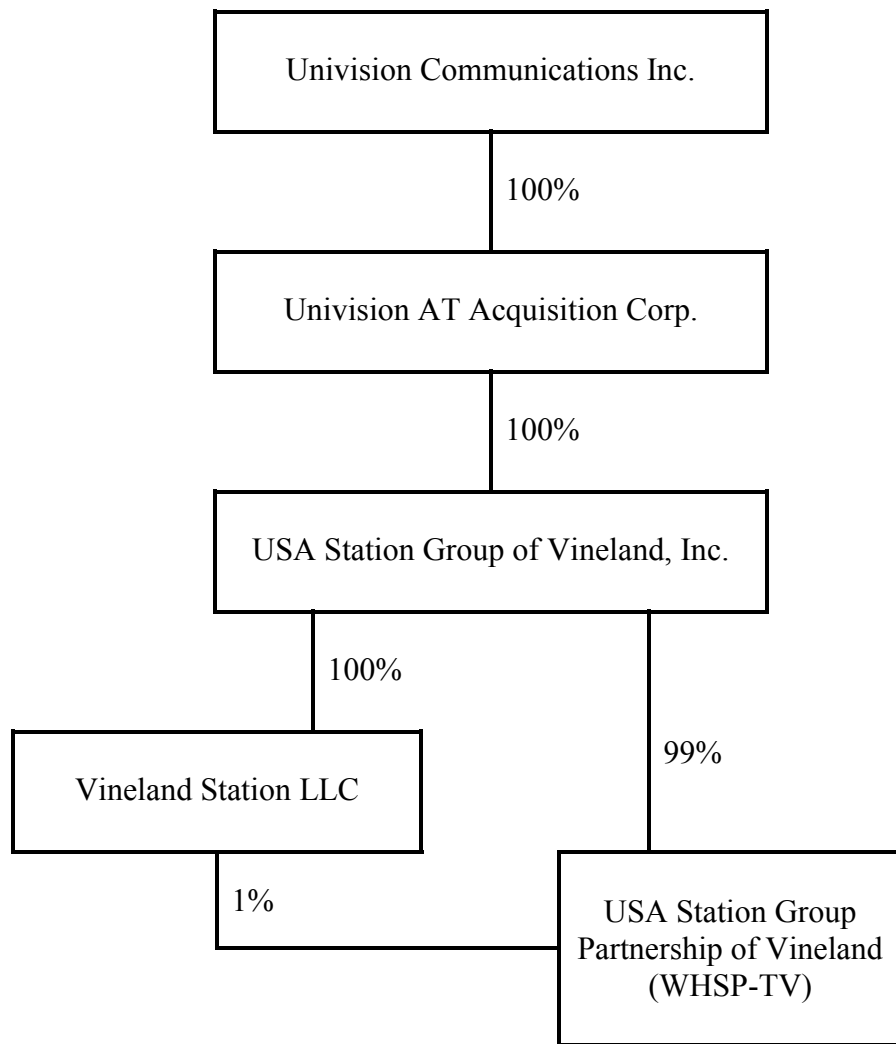 Univision Communications Inc.
100%
Univision AT Acquisition Corp.
100%
USA Station Group of Vineland, Inc.
100%
99%
Vineland Station LLC
1%
USA Station Group
Partnership of Vineland
(WHSP-TV)